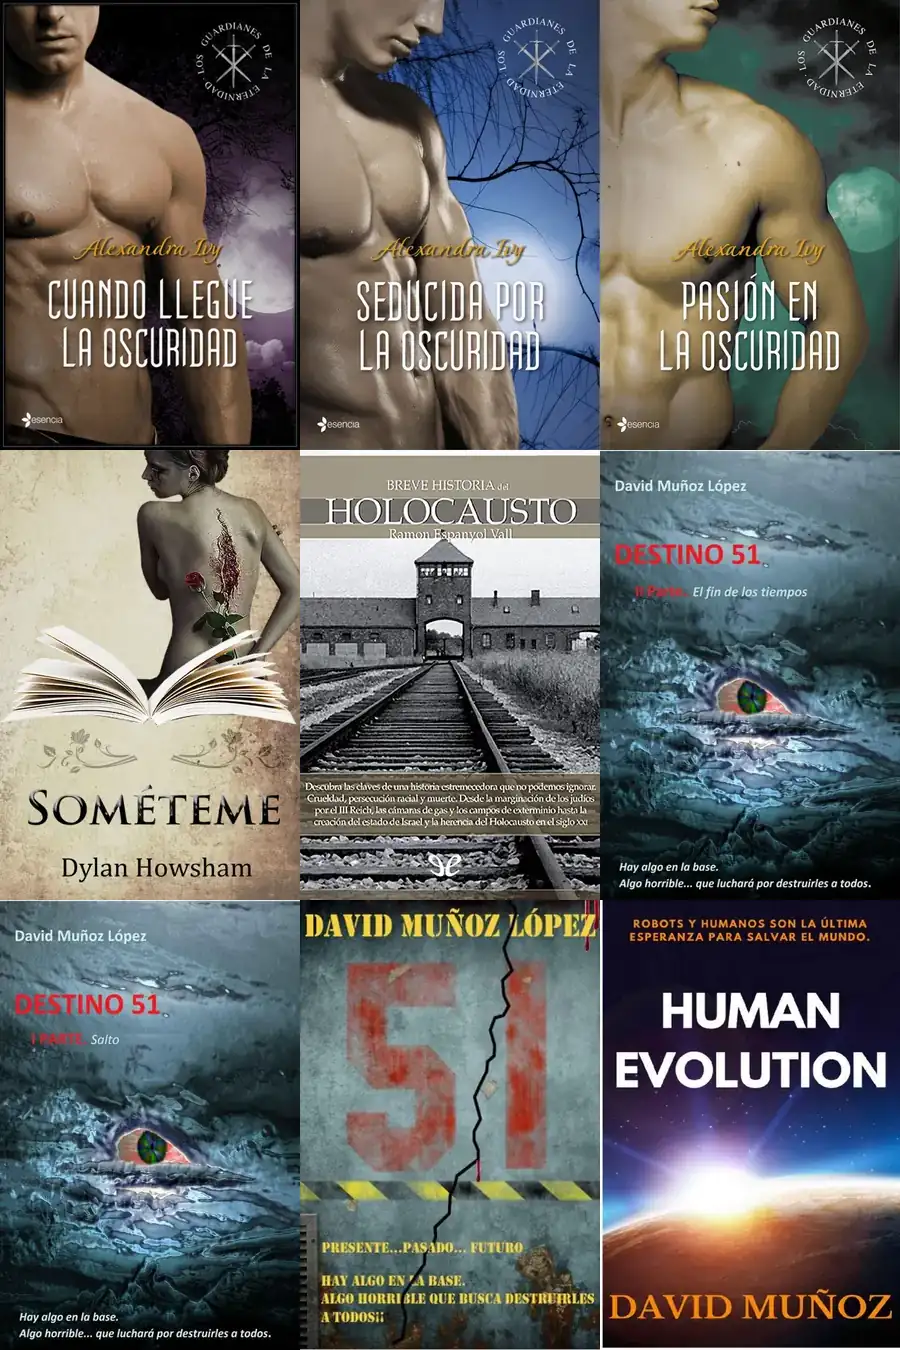 LOS GUARDIANES DE LA ETERNIDAD
Alexandra Ivy
CUANDO LLEGUE
LA OSCURIDAD
esencia
LOS GUARDIANES DE LA ETERNIDAD
Alexandra Ivy
SEDUCIDA POR
LA OSCURIDAD
esencia
LOS GUARDIANES DE LA ETERNIDAD
Alexandra Ivy
PASIÓN EN
LA OSCURIDAD
esencia
SOMÉTEME
Dylan Howsham
BREVE HISTORIA del
HOLOCAUSTO
Ramon Espanyol Vall
Descubra las claves de una historia estremecedora que no podemos ignorar.
Crueldad, persecución racial y muerte. Desde la marginación de los judíos
por el III Reich, las cámaras de gas y los campos de exterminio hasta la
creación del estado de Israel y la herencia del Holocausto en el siglo XXI
David Muñoz López
DESTINO 51
II Parte. El fin de los tiempos
Hay algo en la base.
Algo horrible... que luchará por destruirles a todos.
David Muñoz López
DESTINO 51
I PARTE. Salto
Hay algo en la base.
Algo horrible... que luchará por destruirles a todos.
DAVID MUÑOZ LÓPEZ
51
PRESENTE...PASADO... FUTURO
HAY ALGO EN LA BASE.
ALGO HORRIBLE QUE BUSCA DESTRUIRLES
A TODOS!!
ROBOTS Y HUMANOS SON LA ÚLTIMA
ESPERANZA PARA SALVAR EL MUNDO.
HUMAN
EVOLUTION
DAVID MUÑOZ